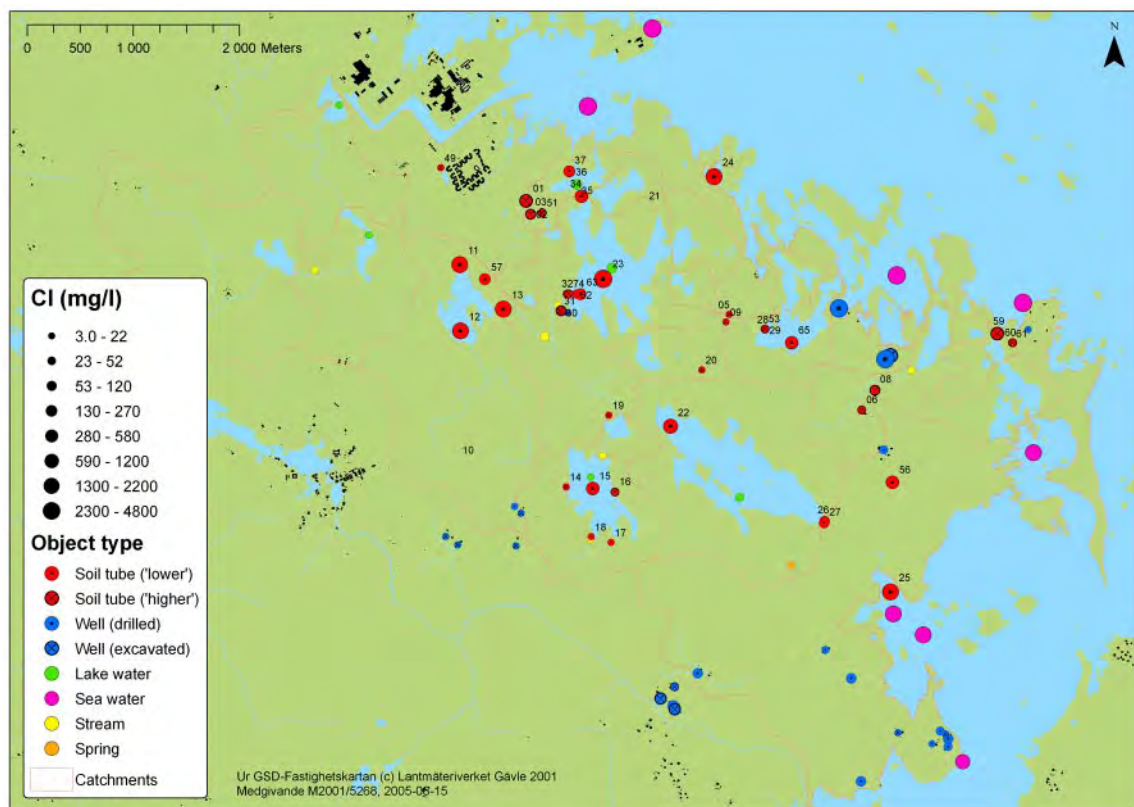 0 500 1 000 2 000 Meters
N
49
37
36
34
35
24
01
03 51
02
21
11
57
23
3274 63
62
31
30
13
12
05
09
2853
29
65
59
60 61
20
08
06
19
22
10
14
15
16
56
26 27
18
17
25
Cl (mg/l)
3.0 - 22
23 - 52
53 - 120
130 - 270
280 - 580
590 - 1200
1300 - 2200
2300 - 4800
Object type
Soil tube ('lower')
Soil tube ('higher')
Well (drilled)
Well (excavated)
Lake water
Sea water
Stream
Spring
Catchments
Ur GSD-Fastighetskartan (c) Lantmäteriverket Gävle 2001
Medgivande M2001/5268, 2005-06-15